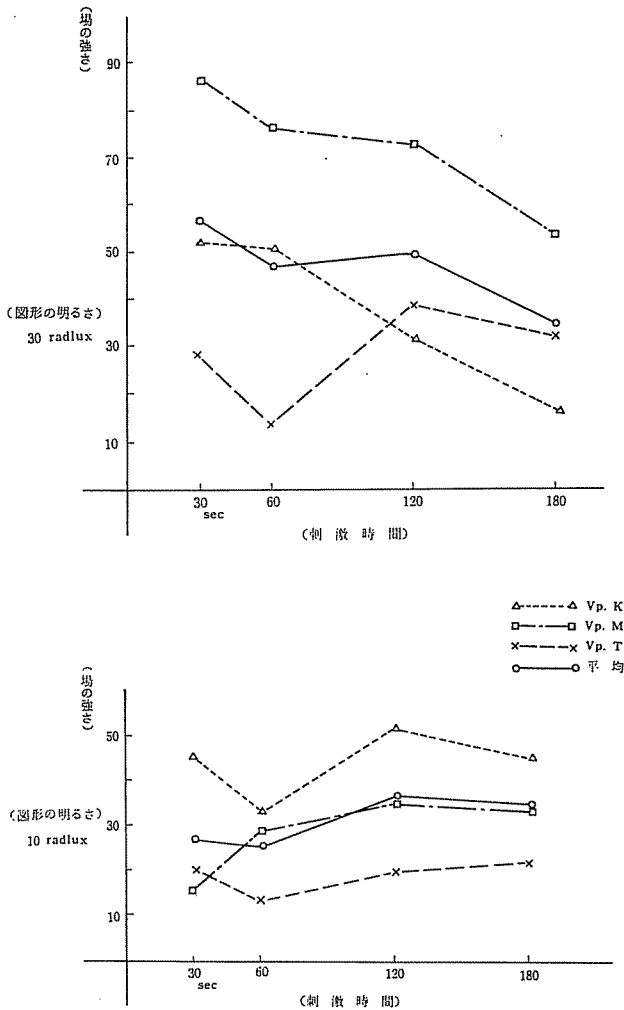 (場の強さ)
90
70
50
(図形の明るさ)
30 radlux
30
10
30
60
120
180
sec
(刺激時間)
Vp. K
Vp. M
Vp. T
平均
(場の強さ)
50
(図形の明るさ)
30
10 radlux
10
30
60
120
180
sec
(刺激時間)